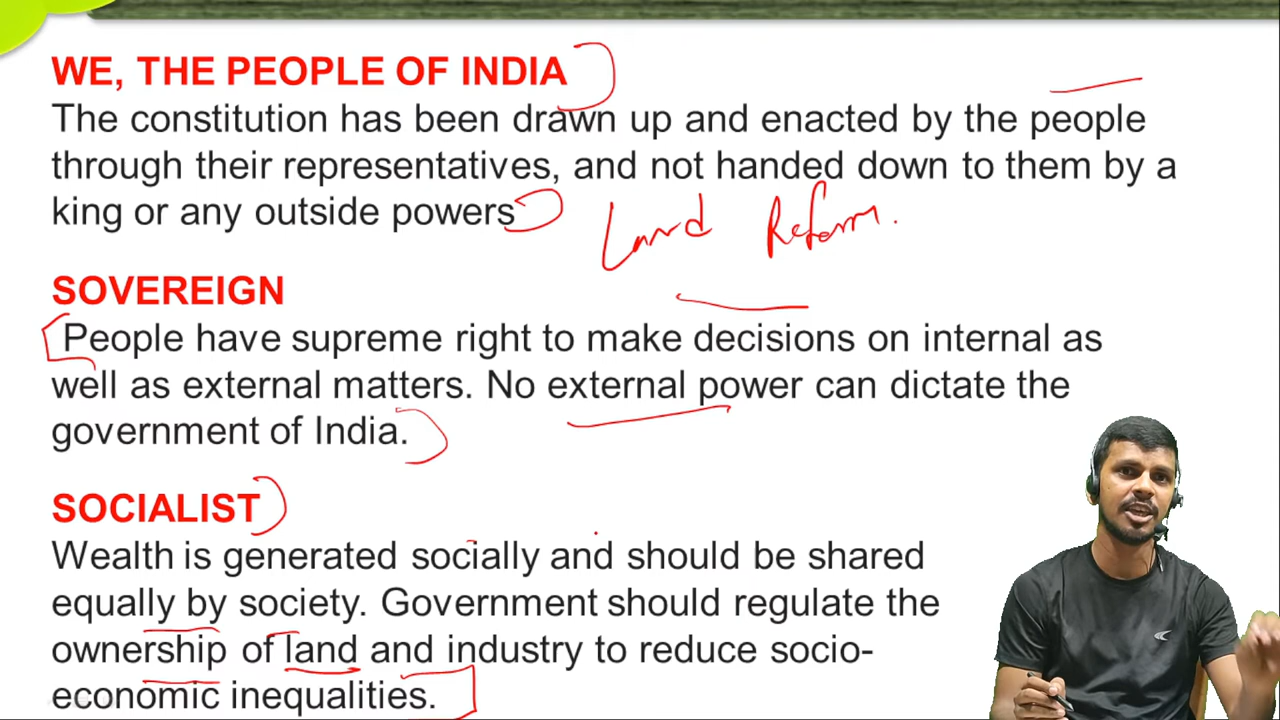 WE, THE PEOPLE OF INDIA
The constitution has been drawn up and enacted by the people
through their representatives, and not handed down to them by a
king or any outside powers
Land Reform.
SOVEREIGN
People have supreme right to make decisions on internal as
well as external matters. No external power can dictate the
government of India.
SOCIALIST
Wealth is generated socially and should be shared
equally by society. Government should regulate the
ownership of land and industry to reduce socio-
economic inequalities.